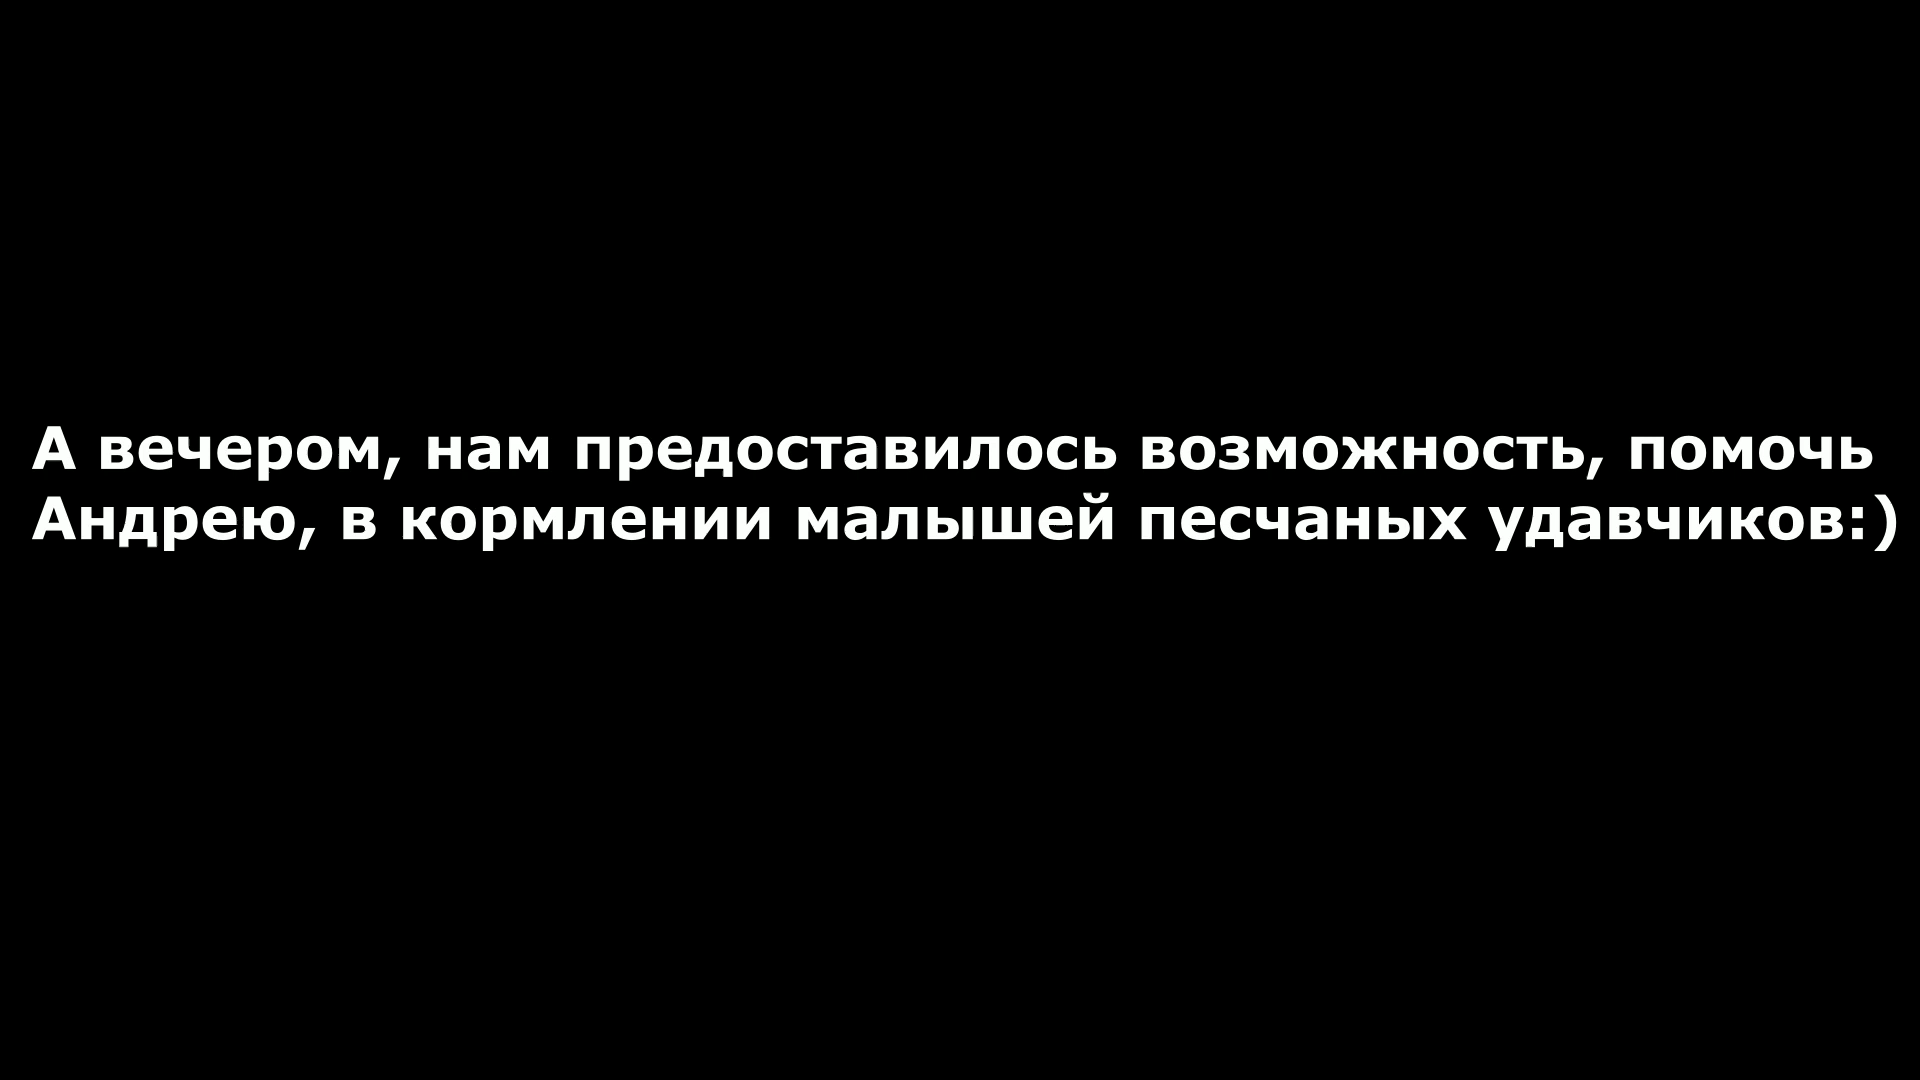 А вечером, нам предоставилось возможность, помочь
Андрею, в кормлении малышей песчаных удавчиков:)